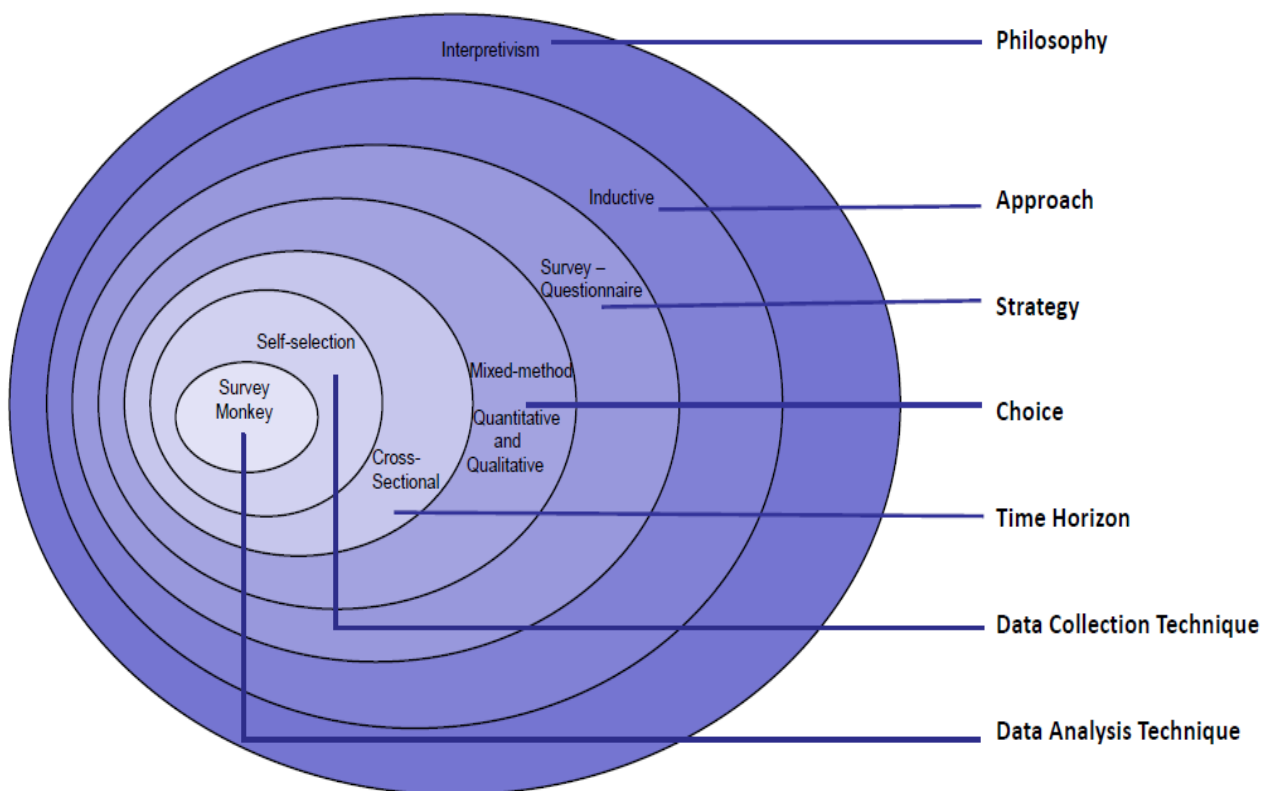 Interpretivism
Philosophy
Inductive
Approach
Survey –
Questionnaire
Strategy
Self-selection
Mixed-method
Survey
Monkey
Choice
Quantitative
and
Qualitative
Cross-
Sectional
Time Horizon
Data Collection Technique
Data Analysis Technique